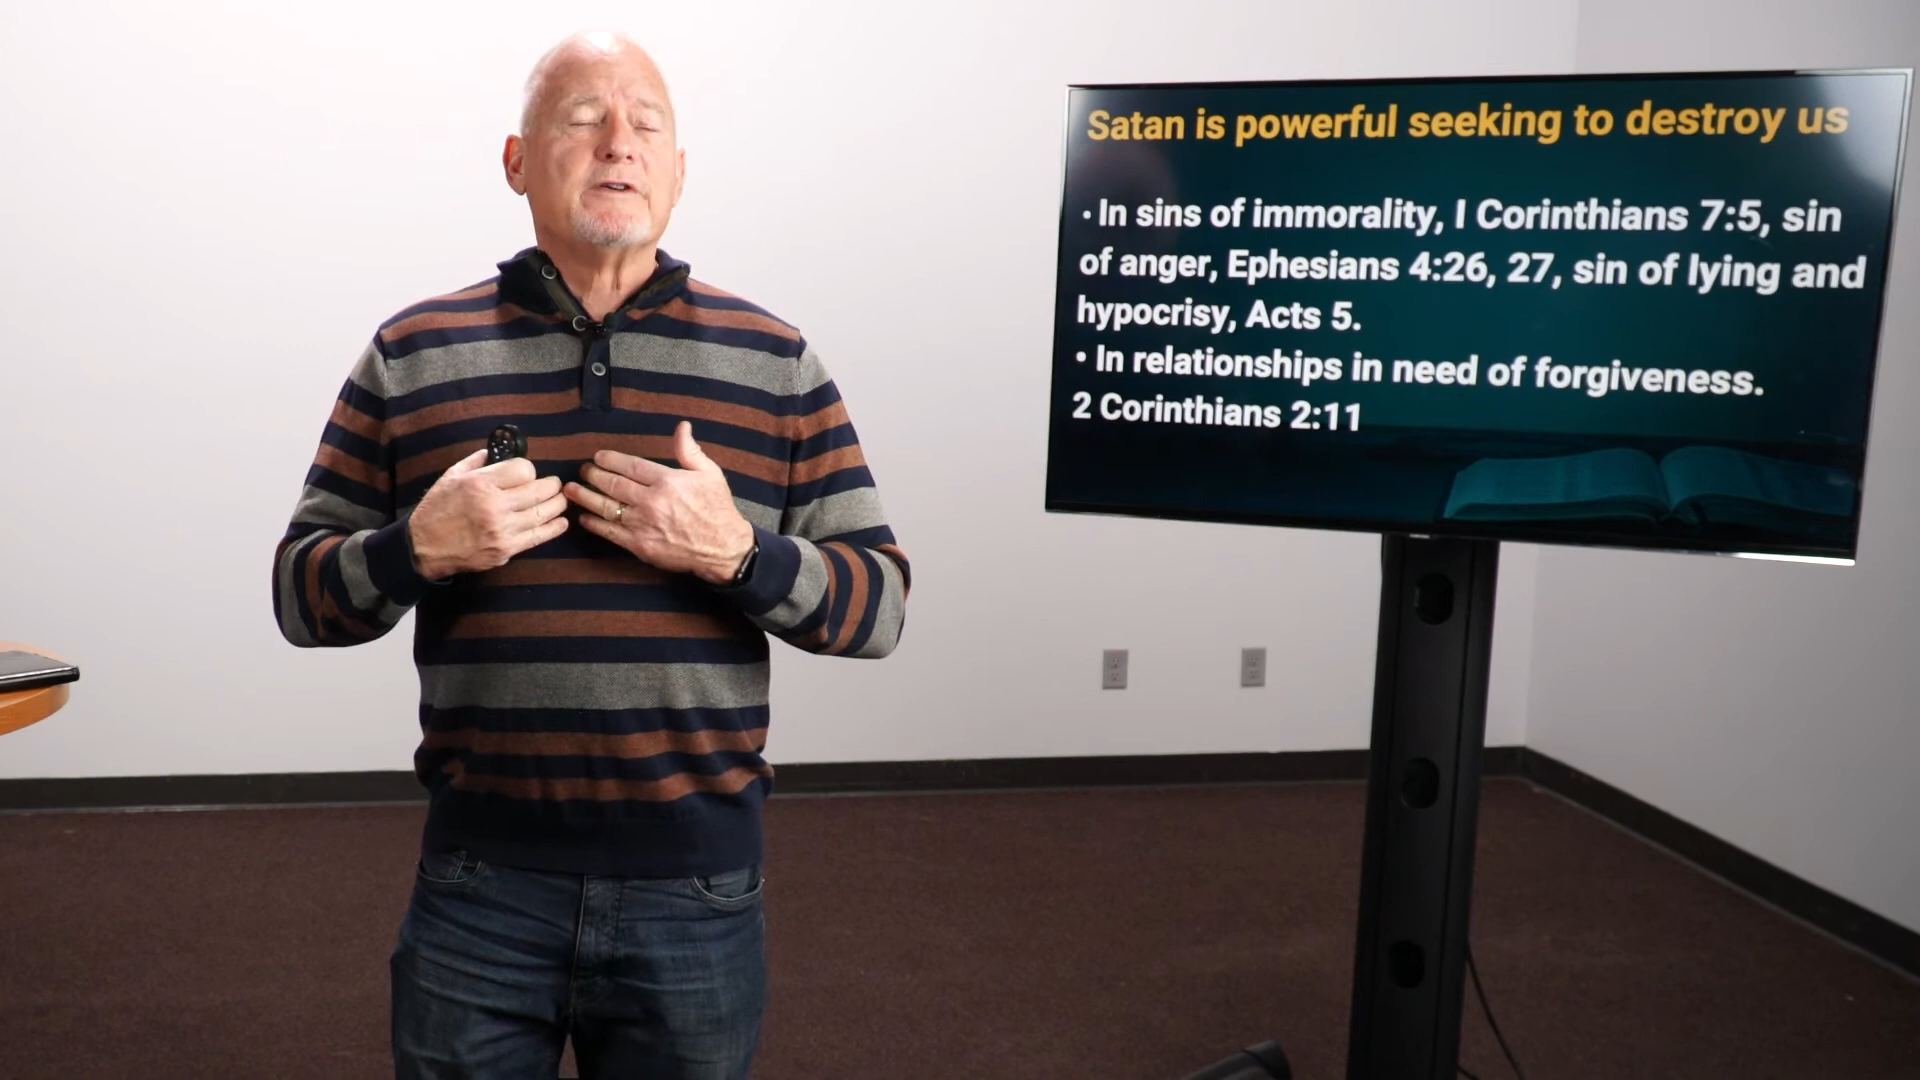 Satan is powerful seeking to destroy us
• In sins of immorality, I Corinthians 7:5, sin
of anger, Ephesians 4:26, 27, sin of lying and
hypocrisy, Acts 5.
• In relationships in need of forgiveness.
2 Corinthians 2:11